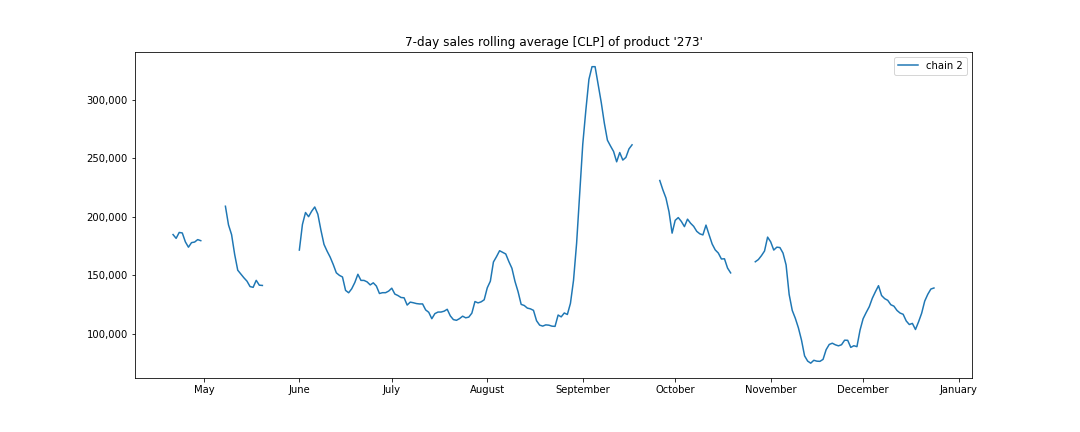 7-day sales rolling average [CLP] of product '273'
chain 2
300,000
250,000
200,000
150,000
100,000
May June July August September October November December January